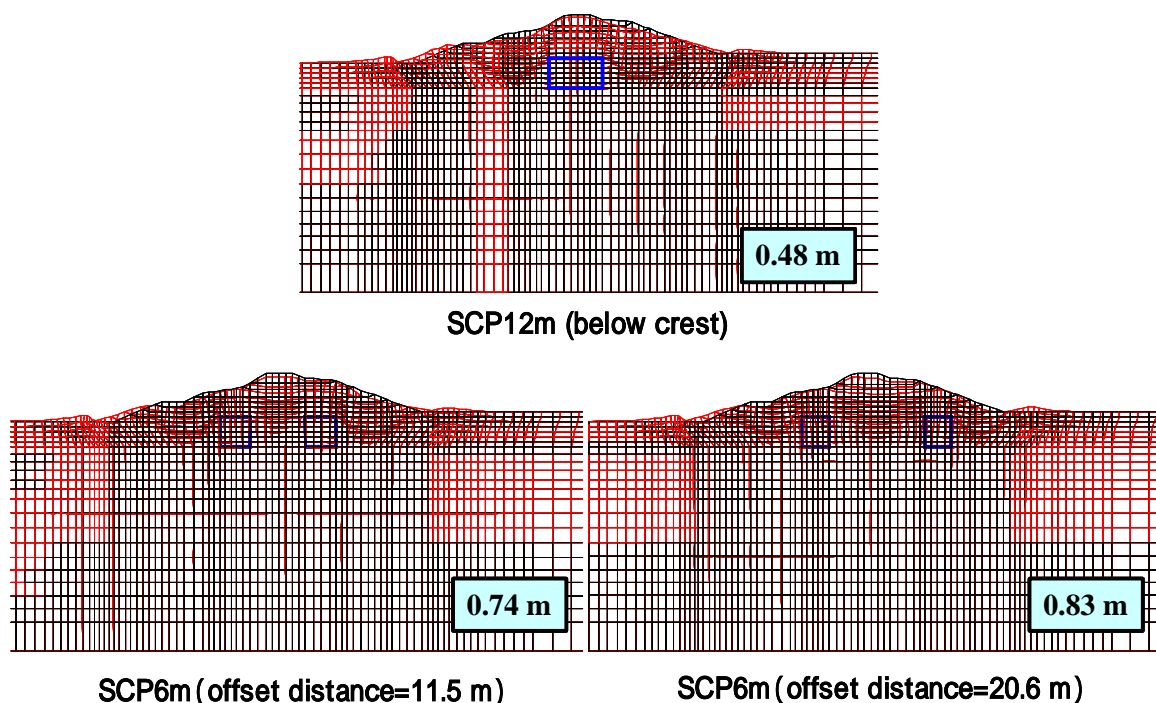 0.48 m
SCP12m (below crest)
0.74 m
0.83 m
SCP6m(offset distance=11.5 m)
SCP6m(offset distance=20.6 m)